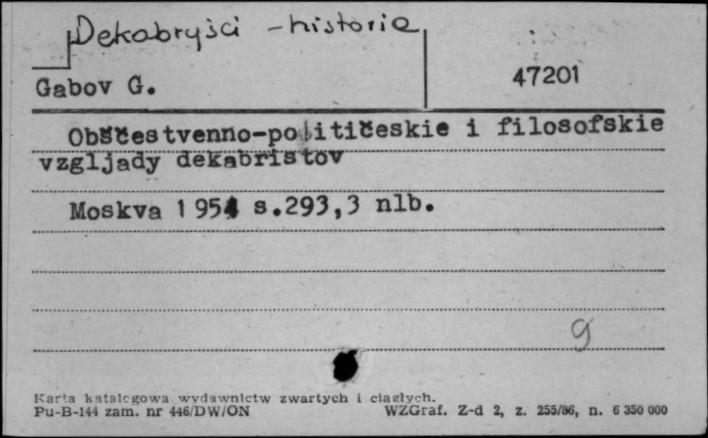 Dekabryści - historia
Gabov G.
47201
Obščestvenno-političeskie i filosofskie
vzgljady dekabristov
Moskva 1954 s.293,3 nlb.
9
Karta katalogowa wydawnictw zwartych i ciągłych.
Pu-B-144 zam. nr 446/DW/ON WZGraf. Z-d 2, z. 255/86, n. 6 350 000